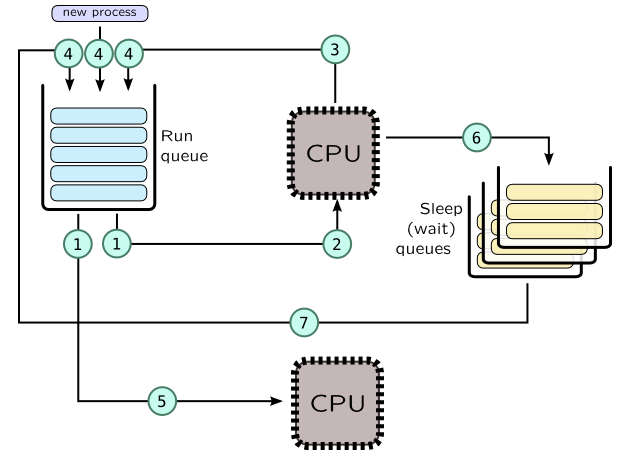 new process
4
4
4
3
Run
queue
CPU
6
Sleep
(wait)
queues
1
1
2
7
5
CPU